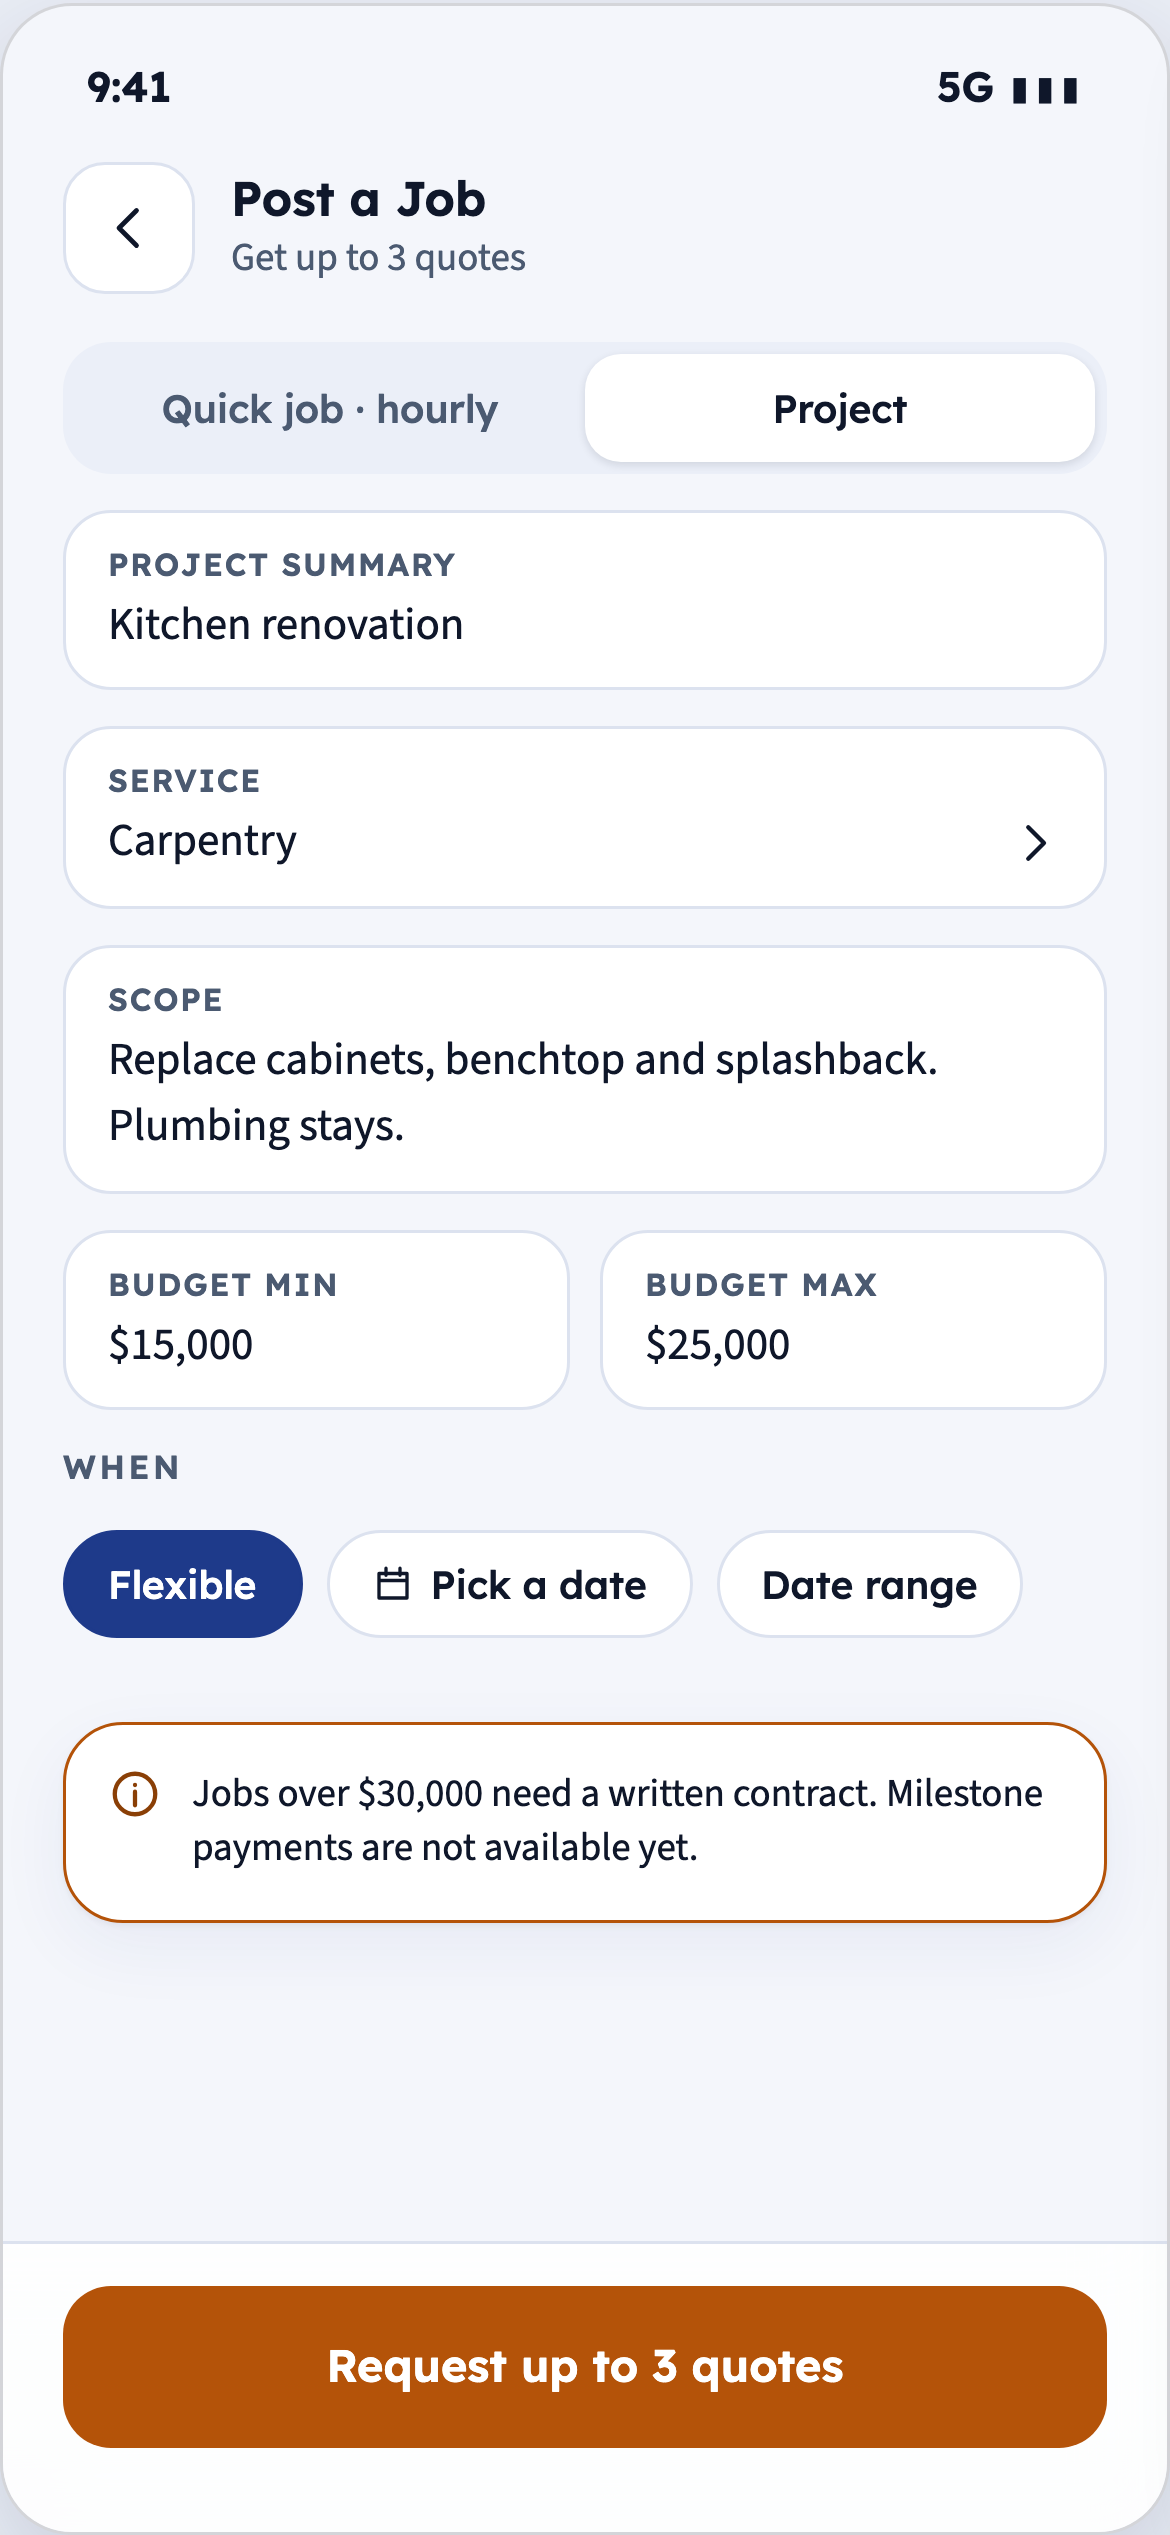 9:41
5G
Post a Job
Get up to 3 quotes
Quick job · hourly
Project
PROJECT SUMMARY
Kitchen renovation
SERVICE
Carpentry
SCOPE
Replace cabinets, benchtop and splashback.
Plumbing stays.
BUDGET MIN
$15,000
BUDGET MAX
$25,000
WHEN
Flexible
Pick a date
Date range
Jobs over $30,000 need a written contract. Milestone
payments are not available yet.
Request up to 3 quotes